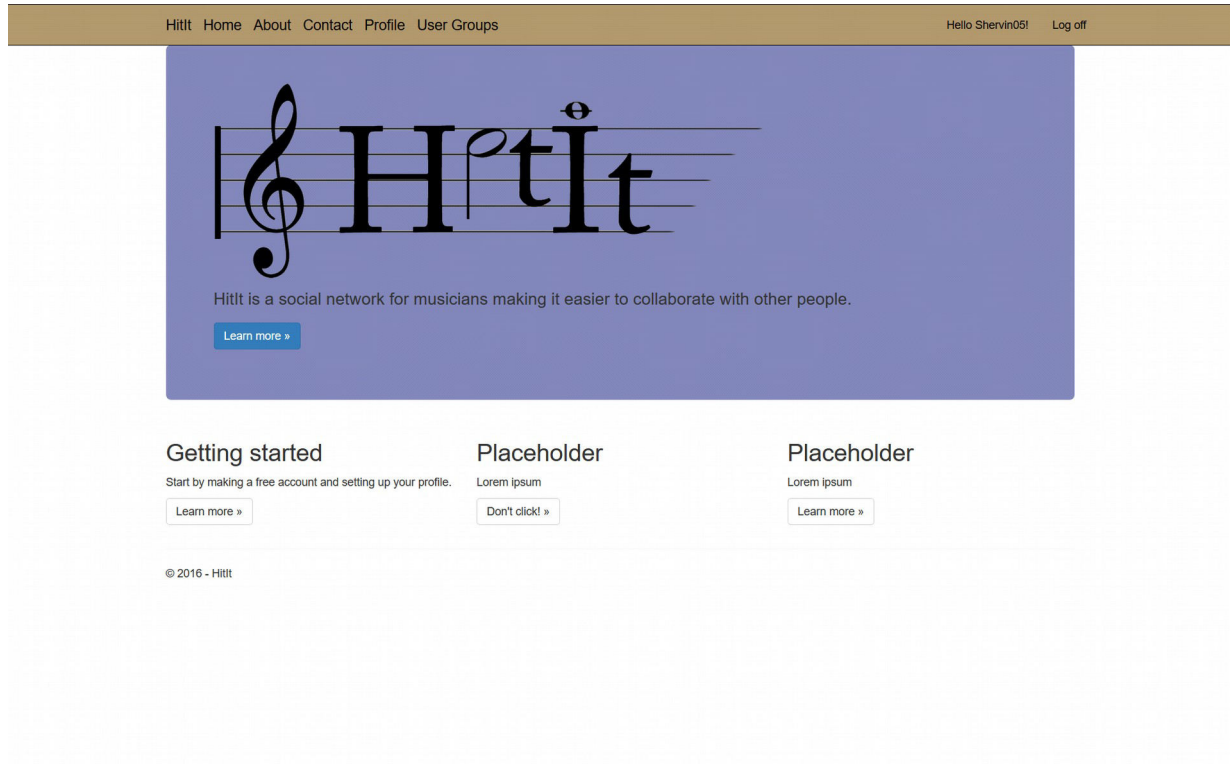 HitIt Home About Contact Profile User Groups Hello Shervin05! Log off
HitIt
HitIt is a social network for musicians making it easier to collaborate with other people.
Learn more »
Getting started Placeholder Placeholder
Start by making a free account and setting up your profile. Lorem ipsum Lorem ipsum
Learn more » Don't click! » Learn more »
© 2016 - HitIt